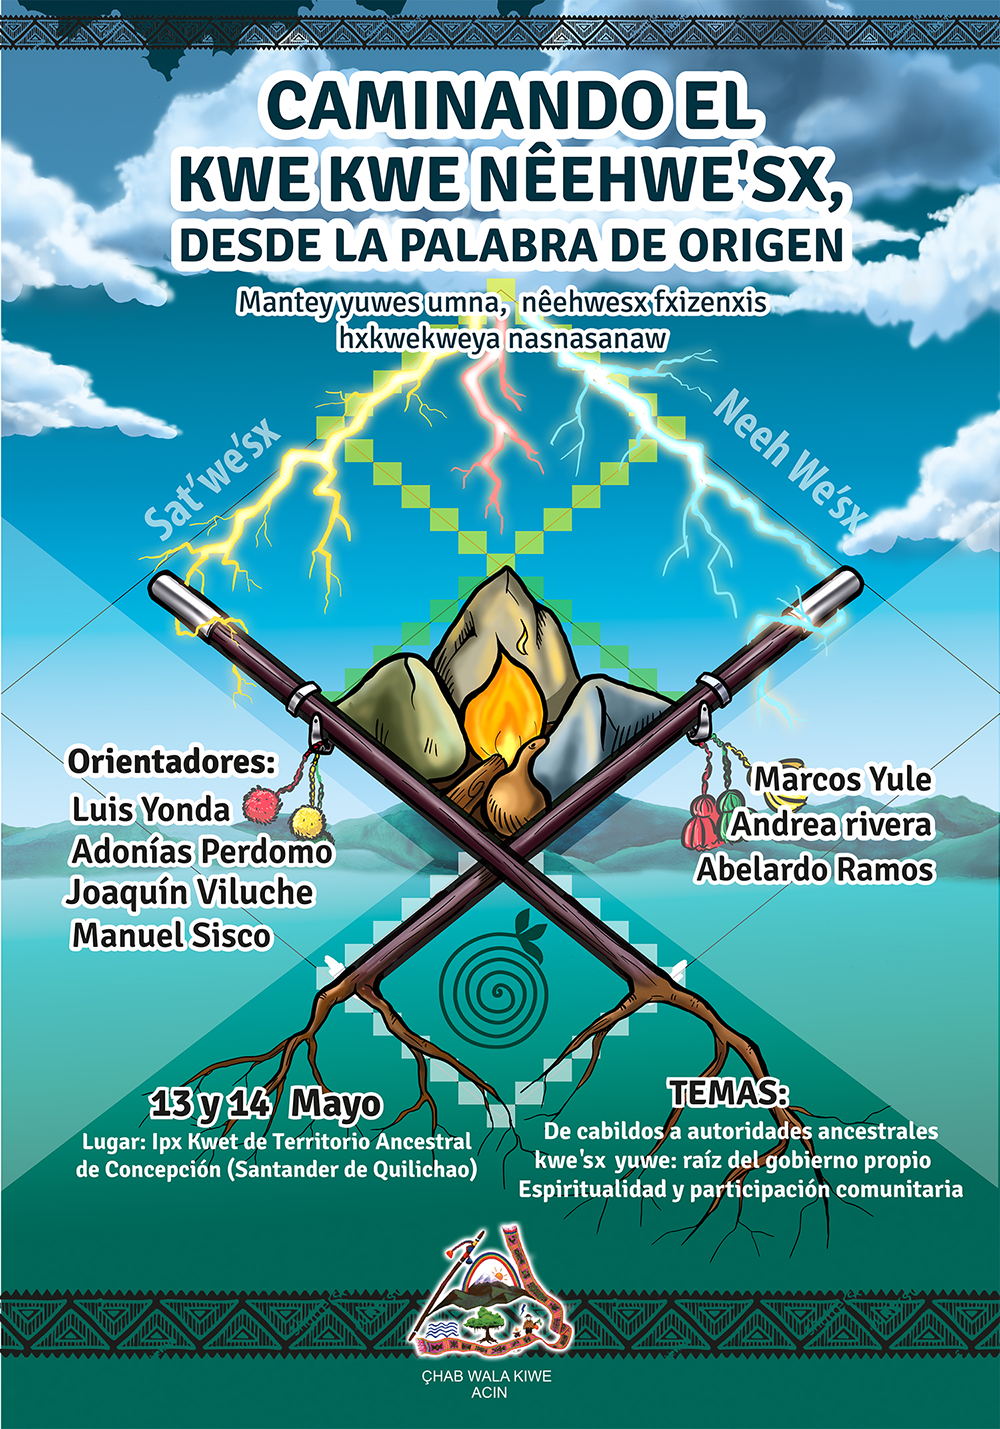 CAMINANDO EL
KWE KWE NÊEHWE'SX,
DESDE LA PALABRA DE ORIGEN
Mantey yuwes umna, nêehwesx fxizenxis
hxkwekweya nasnasanaw
Sat'we'sx
Neeh We'sx
Orientadores:
Luis Yonda
Adonías Perdomo
Joaquín Viluche
Manuel Sisco
Marcos Yule
Andrea rivera
Abelardo Ramos
13 y 14 Mayo
Lugar: Ipx Kwet de Territorio Ancestral
de Concepción (Santander de Quilichao)
TEMAS:
De cabildos a autoridades ancestrales
kwe'sx yuwe: raíz del gobierno propio
Espiritualidad y participación comunitaria
ÇHAB WALA KIWE
ACIN